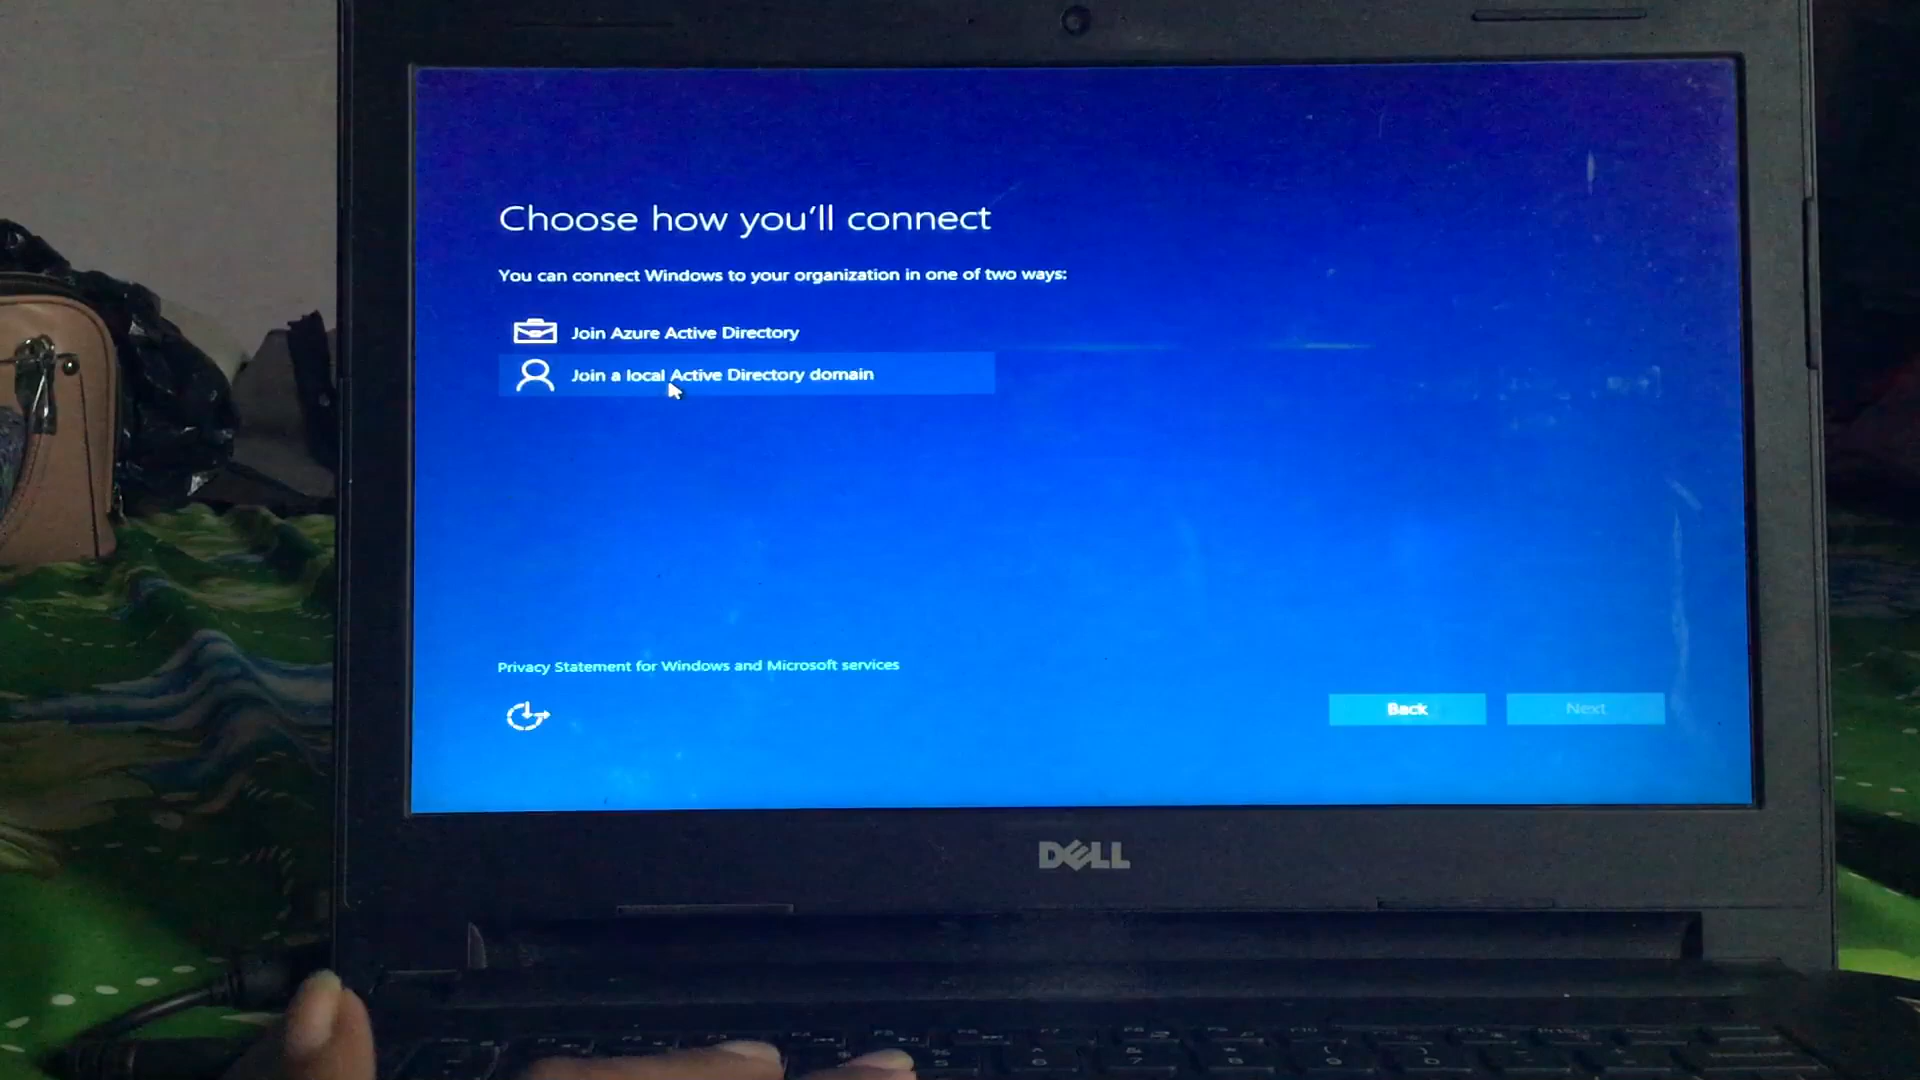 Choose how you'll connect
You can connect Windows to your organization in one of two ways:
Join Azure Active Directory
Join a local Active Directory domain
Privacy Statement for Windows and Microsoft services
Back
Next
DELL